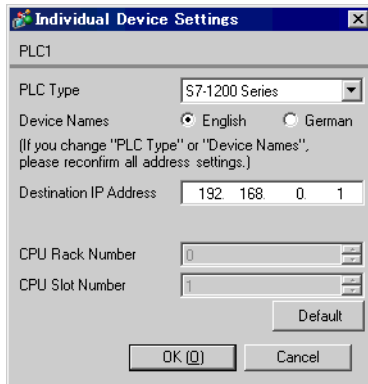 Individual Device Settings
PLC1
PLC Type S7-1200 Series
Device Names English German
(If you change "PLC Type" or "Device Names",
please reconfirm all address settings.)
Destination IP Address 192. 168. 0. 1
CPU Rack Number 0
CPU Slot Number 1
Default
OK (O) Cancel